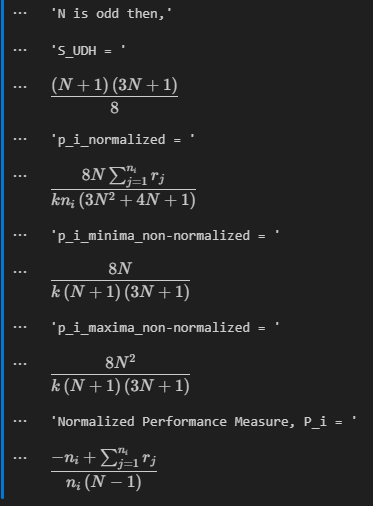 ... 'N is odd then,'
... 'S_UDH = '
... \frac{(N+1)(3N+1)}{8}
... 'p_i_normalized = '
... \frac{8N\sum_{j=1}^{n_i} r_j}{kn_i(3N^2+4N+1)}
... 'p_i_minima_non-normalized = '
... \frac{8N}{k(N+1)(3N+1)}
... 'p_i_maxima_non-normalized = '
... \frac{8N^2}{k(N+1)(3N+1)}
... 'Normalized Performance Measure, P_i = '
... \frac{-n_i+\sum_{j=1}^{n_i} r_j}{n_i(N-1)}